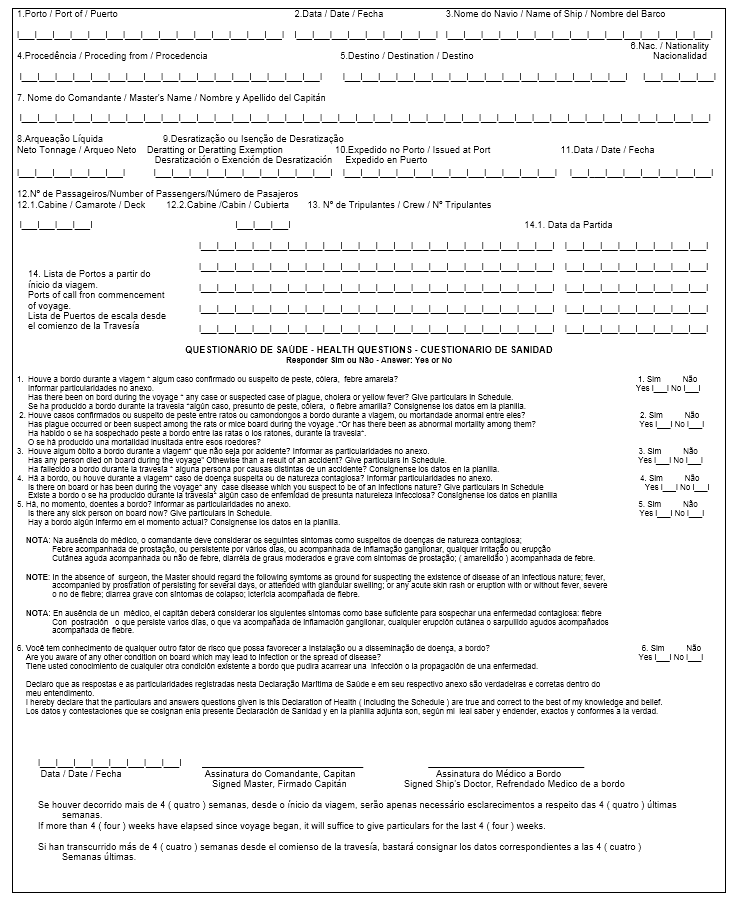 1.Porto / Port of / Puerto 2.Data / Date / Fecha 3.Nome do Navio / Name of Ship / Nombre del Barco
6.Nac. / Nationality
4.Procedência / Proceding from / Procedencia 5.Destino / Destination / Destino Nacionalidad
7. Nome do Comandante / Master's Name / Nombre y Apellido del Capitán
8.Arqueação Líquida 9.Desratização ou Isenção de Desratização
Neto Tonnage / Arqueo Neto Deratting or Deratting Exemption 10.Expedido no Porto / Issued at Port 11.Data / Date / Fecha
Desratización o Exención de Desratización Expedido en Puerto
12.Nº de Passageiros/Number of Passengers/Número de Pasajeros
12.1.Cabine / Camarote / Deck 12.2.Cabine /Cabin / Cubierta 13. Nº de Tripulantes / Crew / Nº Tripulantes
14.1. Data da Partida
14. Lista de Portos a partir do
ínicio da viagem.
Ports of call fron commencement
of voyage.
Lista de Puertos de escala desde
el comienzo de la Travesía
QUESTIONÁRIO DE SAÚDE - HEALTH QUESTIONS - CUESTIONARIO DE SANIDAD
Responder Sim ou Não - Answer: Yes or No
1. Houve a bordo durante a viagem * algum caso confirmado ou suspeito de peste, cólera, febre amarela? 1. Sim Não
Informar particularidades no anexo. Yes I___I No I___I
Has there been on bord during the voyage * any case or suspected case of plague, cholera or yellow fever? Give particulars in Schedule.
Se ha producido a bordo durante la travesía *algún caso, presunto de peste, cólera, o fiebre amarilla? Consignense los datos em la planilla.
2. Houve casos confirmados ou suspeito de peste entre ratos ou camondongos a bordo durante a viagem, ou mortandade anormal entre eles? 2. Sim Não
Has plague occurred or been suspect among the rats or mice board during the voyage .*Or has there been as abnormal mortality among them? Yes I___I No I___I
Ha habido o se ha sospechado peste a bordo entre las ratas o los ratones, durante la travesía*.
O se há producido una mortalidad inusitada entre esos roedores?
3. Houve algum óbito a bordo durante a viagem* que não seja por acidente? Informar as particularidades no anexo. 3. Sim Não
Has any person died on board during the voyage* Othewise than a result of an accident? Give particulars in Schedule. Yes I___I No I___I
Ha fallecido a bordo durante la travesía * alguna persona por causas distintas de un accidente? Consignense los datos en la planilla.
4. Há a bordo, ou houve durante a viagem* caso de doença suspeita ou de natureza contagiosa? Informar particularidades no anexo. 4. Sim Não
Is there on board or has been during the voyage* any case disease which you suspect to be of an infections nature? Give particulars in Schedule Yes I___I No I___I
Existe a bordo o se ha producido durante la travesía* algún caso de enfemidad de presunta natureleza infecciosa? Consignense los datos em planilla
5. Há, no momento, doentes a bordo? Informar as particularidades no anexo. 5. Sim Não
Is there any sick person on board now? Give particulars in Schedule. Yes I___I No I___I
Hay a bordo algún infermo em el momento actual? Consignense los datos en la planilla.
NOTA: Na ausência do médico, o comandante deve considerar os seguintes sintomas como suspeitos de doenças de natureza contagiosa;
Febre acompanhada de prostação, ou persistente por vários dias, ou acompanhada de inflamação ganglionar, qualquer irritação ou erupção
Cutânea aguda acompanhada ou não de febre, diarréia de graus moderados e grave com sintomas de prostação; ( amarelidão ) acompanhada de febre.
NOTE: In the absence of surgeon, the Master should regard the following symtoms as ground for suspecting the existence of disease of an infectious nature; fever,
accompanied by prostration of persisting for several days, or attended with glandular swelling; or any acute skin rash or eruption with or without fever, severe
o no de fiebre; diarrea grave con síntomas de colapso; ictericia acompañada de fiebre.
NOTA: En ausência de un médico, el capitán deberá considerar los siguientes síntomas como base suficiente para sospechar una enfermedad contagiosa: fiebre
Con postración o que persiste varios días, o que va acompañada de inflamación ganglionar, cualquier erupción cutánea o sarpullido agudos acompañados
acompañada de fiebre.
6. Você tem conhecimento de qualquer outro fator de risco que possa favorecer a instalação ou a disseminação de doença, a bordo? 6. Sim Não
Are you aware of any other condition on board which may lead to infection or the spread of disease? Yes I___I No I___I
Tiene usted conocimiento de cualquier otra condición existente a bordo que pudira acarrear una infección o la propagación de una enfermedad.
Declaro que as respostas e as particularidades registradas nesta Declaração Marítima de Saúde e em seu respectivo anexo são verdadeiras e corretas dentro do
meu entendimento.
I hereby declare that the particulars and answers questions given is this Declaration of Health ( Including the Schedule ) are true and correct to the best of my knowledge and belief.
Los datos y contestaciones que se cosignan enla presente Declaración de Sanidad y en la planilla adjunta son, según mi leal saber y endender, exactos y conformes a la verdad.
Data / Date / Fecha Assinatura do Comandante, Capitan Assinatura do Médico a Bordo
Signed Master, Firmado Capitán Signed Ship's Doctor, Refrendado Medico de a bordo
Se houver decorrido mais de 4 ( quatro ) semanas, desde o ínicio da viagem, serão apenas necessário esclarecimentos a respeito das 4 ( quatro ) últimas
semanas.
If more than 4 ( four ) weeks have elapsed since voyage began, it will suffice to give particulars for the last 4 ( four ) weeks.
Si han transcurrido más de 4 ( cuatro ) semanas desde el comienso de la travesía, bastará consignar los datos correspondientes a las 4 ( cuatro )
Semanas últimas.